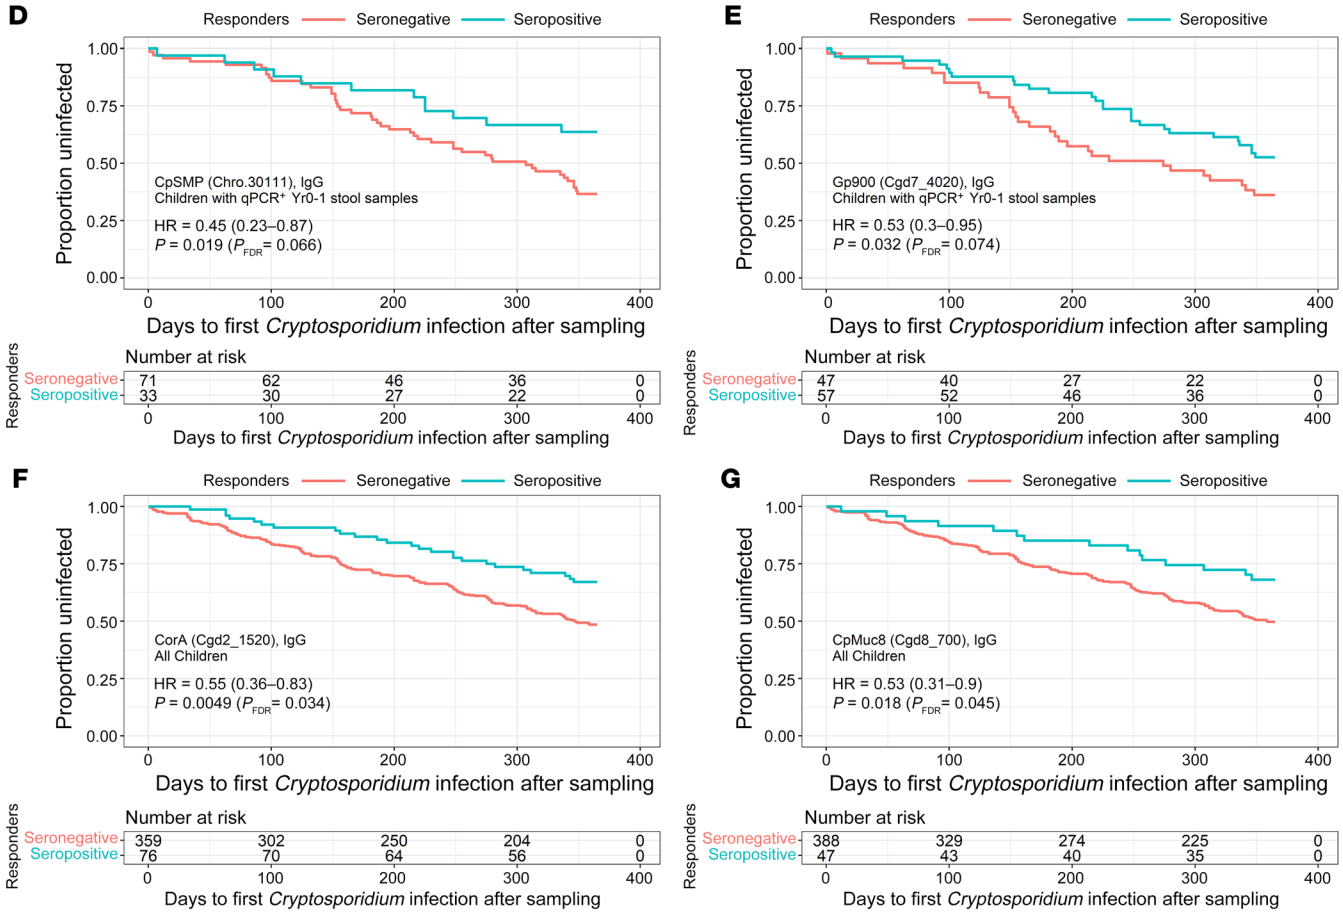 D
Responders Seronegative Seropositive
Proportion uninfected
1.00
0.75
0.50
0.25
0.00
CpSMP (Chro.30111), IgG
Children with qPCR⁺ Yr0-1 stool samples
HR = 0.45 (0.23–0.87)
P = 0.019 (PFDR= 0.066)
0 100 200 300 400
Days to first Cryptosporidium infection after sampling
Number at risk
Responders
Seronegative 71 62 46 36 0
Seropositive 33 30 27 22 0
0 100 200 300 400
Days to first Cryptosporidium infection after sampling
E
Responders Seronegative Seropositive
Proportion uninfected
1.00
0.75
0.50
0.25
0.00
Gp900 (Cgd7_4020), IgG
Children with qPCR⁺ Yr0-1 stool samples
HR = 0.53 (0.3–0.95)
P = 0.032 (PFDR= 0.074)
0 100 200 300 400
Days to first Cryptosporidium infection after sampling
Number at risk
Responders
Seronegative 47 40 27 22 0
Seropositive 57 52 46 36 0
0 100 200 300 400
Days to first Cryptosporidium infection after sampling
F
Responders Seronegative Seropositive
Proportion uninfected
1.00
0.75
0.50
0.25
0.00
CorA (Cgd2_1520), IgG
All Children
HR = 0.55 (0.36–0.83)
P = 0.0049 (PFDR= 0.034)
0 100 200 300 400
Days to first Cryptosporidium infection after sampling
Number at risk
Responders
Seronegative 359 302 250 204 0
Seropositive 76 70 64 56 0
0 100 200 300 400
Days to first Cryptosporidium infection after sampling
G
Responders Seronegative Seropositive
Proportion uninfected
1.00
0.75
0.50
0.25
0.00
CpMuc8 (Cgd8_700), IgG
All Children
HR = 0.53 (0.31–0.9)
P = 0.018 (PFDR= 0.045)
0 100 200 300 400
Days to first Cryptosporidium infection after sampling
Number at risk
Responders
Seronegative 388 329 274 225 0
Seropositive 47 43 40 35 0
0 100 200 300 400
Days to first Cryptosporidium infection after sampling